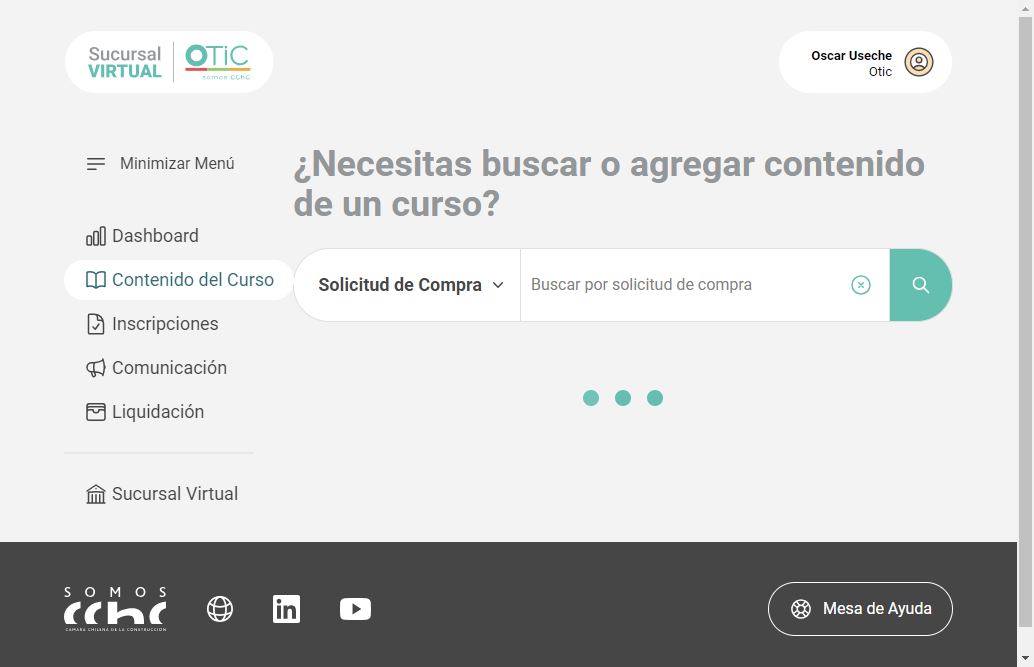 Sucursal
VIRTUAL
OTiC
somos cchc
Oscar Useche
Otic
Minimizar Menú
¿Necesitas buscar o agregar contenido
de un curso?
Dashboard
Contenido del Curso
Solicitud de Compra
Buscar por solicitud de compra
Inscripciones
Comunicación
Liquidación
Sucursal Virtual
SOMOS
cchc
CÁMARA CHILENA DE LA CONSTRUCCIÓN
in
Mesa de Ayuda